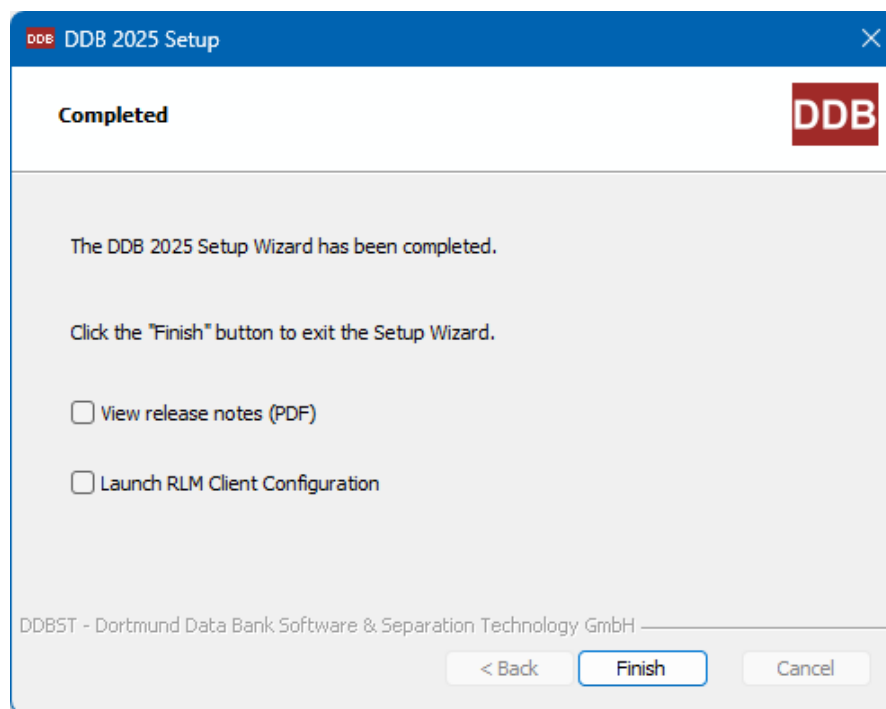 DDB DDB 2025 Setup
Completed
DDB
The DDB 2025 Setup Wizard has been completed.
Click the "Finish" button to exit the Setup Wizard.
View release notes (PDF)
Launch RLM Client Configuration
DDBST - Dortmund Data Bank Software & Separation Technology GmbH
< Back
Finish
Cancel